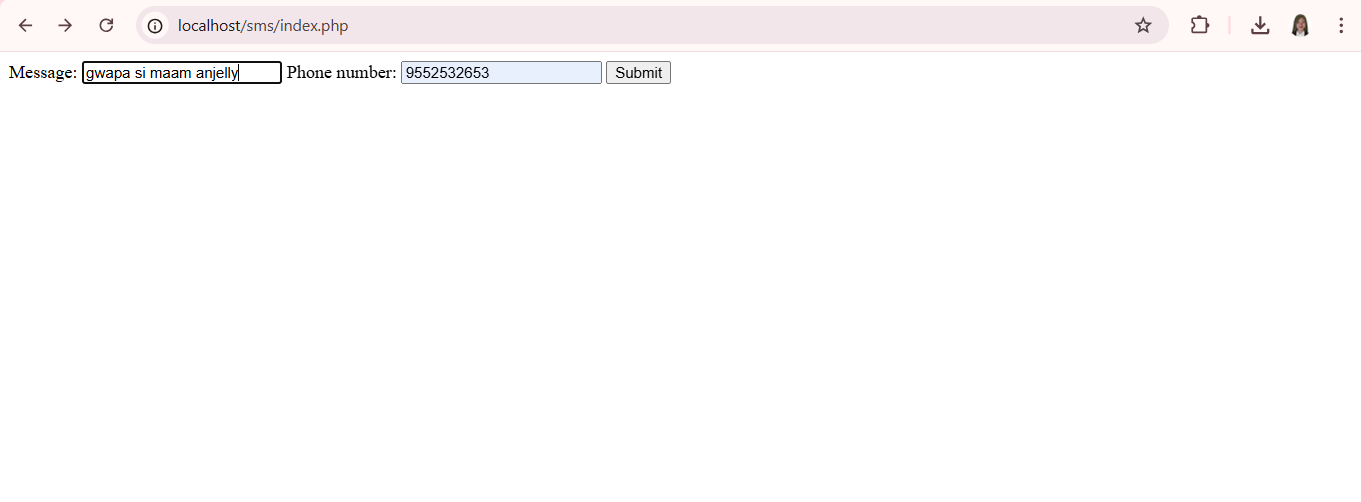 localhost/sms/index.php
Message: gwapa si maam anjelly Phone number: 9552532653 Submit